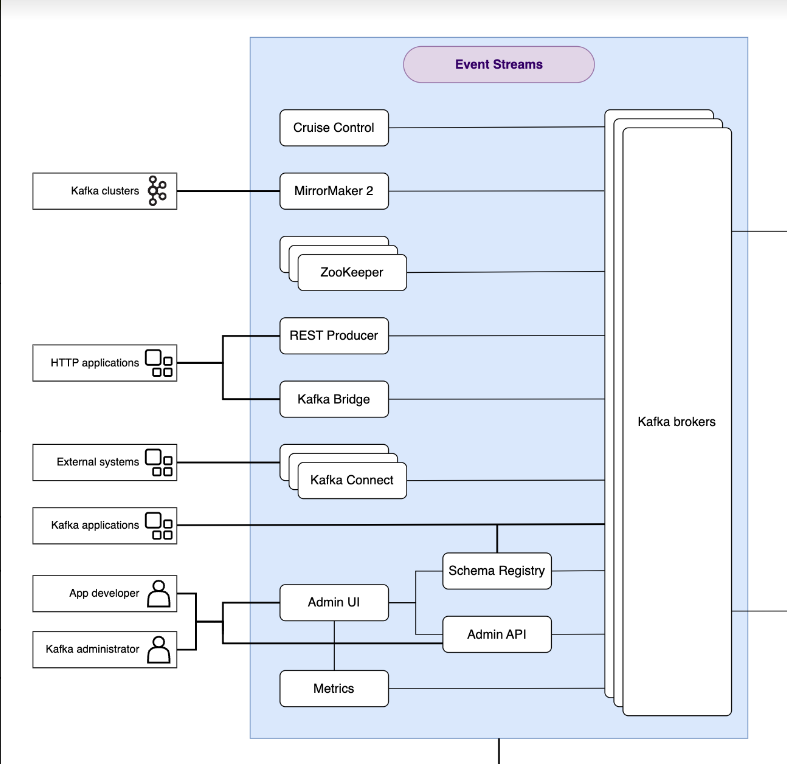 Event Streams
Cruise Control
Kafka clusters
MirrorMaker 2
ZooKeeper
REST Producer
HTTP applications
Kafka Bridge
Kafka brokers
External systems
Kafka Connect
Kafka applications
Schema Registry
App developer
Admin UI
Admin API
Kafka administrator
Metrics